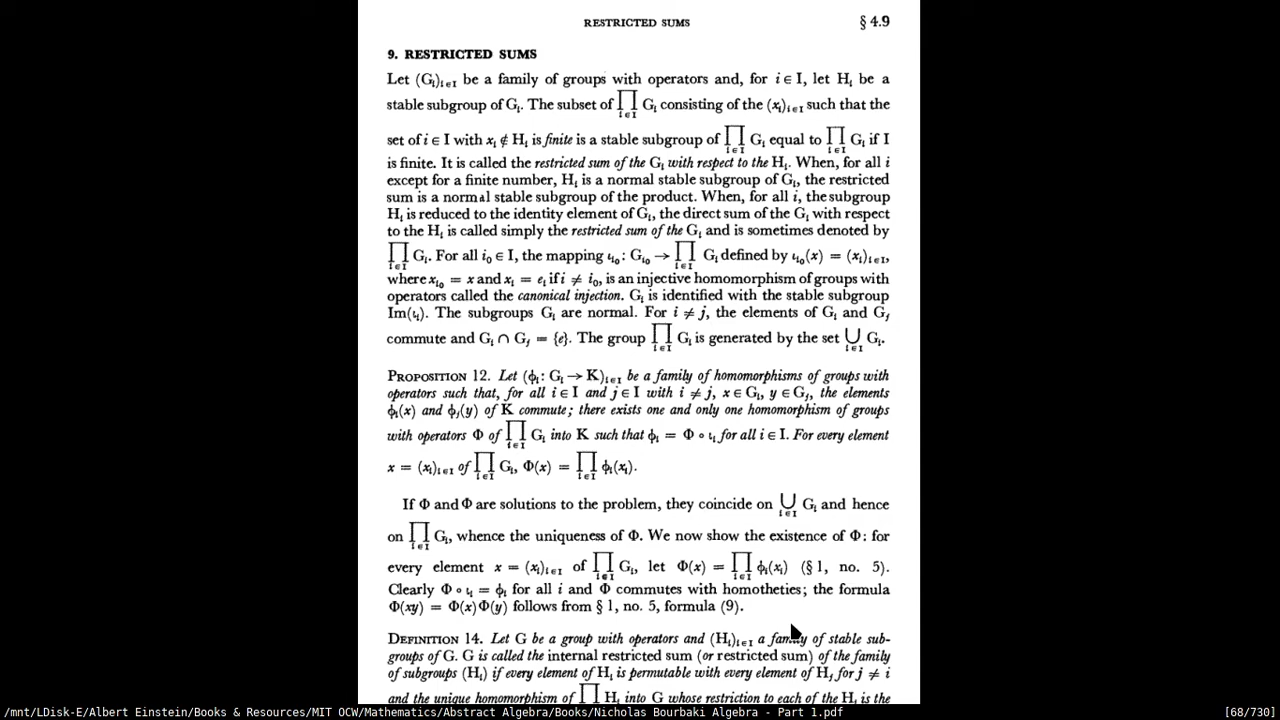 RESTRICTED SUMS § 4.9
9. RESTRICTED SUMS
Let (Gᵢ)ᵢ∈I be a family of groups with operators and, for i ∈ I, let Hᵢ be a
stable subgroup of Gᵢ. The subset of ∏ᵢ∈I Gᵢ consisting of the (xᵢ)ᵢ∈I such that the
set of i ∈ I with xᵢ ∉ Hᵢ is finite is a stable subgroup of ∏ᵢ∈I Gᵢ equal to ∏ᵢ∈I Gᵢ if I
is finite. It is called the restricted sum of the Gᵢ with respect to the Hᵢ. When, for all i
except for a finite number, Hᵢ is a normal stable subgroup of Gᵢ, the restricted
sum is a normal stable subgroup of the product. When, for all i, the subgroup
Hᵢ is reduced to the identity element of Gᵢ, the direct sum of the Gᵢ with respect
to the Hᵢ is called simply the restricted sum of the Gᵢ and is sometimes denoted by
∏ᵢ∈I Gᵢ. For all i₀ ∈ I, the mapping ιᵢ₀: Gᵢ₀ → ∏ᵢ∈I Gᵢ defined by ιᵢ₀(x) = (xᵢ)ᵢ∈I,
where xᵢ₀ = x and xᵢ = eᵢ if i ≠ i₀, is an injective homomorphism of groups with
operators called the canonical injection. Gᵢ is identified with the stable subgroup
Im(ιᵢ). The subgroups Gᵢ are normal. For i ≠ j, the elements of Gᵢ and Gⱼ
commute and Gᵢ ∩ Gⱼ = {e}. The group ∏ᵢ∈I Gᵢ is generated by the set ⋃ᵢ∈I Gᵢ.
PROPOSITION 12. Let (ϕᵢ: Gᵢ → K)ᵢ∈I be a family of homomorphisms of groups with
operators such that, for all i ∈ I and j ∈ I with i ≠ j, x ∈ Gᵢ, y ∈ Gⱼ, the elements
ϕᵢ(x) and ϕⱼ(y) of K commute; there exists one and only one homomorphism of groups
with operators Φ of ∏ᵢ∈I Gᵢ into K such that ϕᵢ = Φ ∘ ιᵢ for all i ∈ I. For every element
x = (xᵢ)ᵢ∈I of ∏ᵢ∈I Gᵢ, Φ(x) = ∏ᵢ∈I ϕᵢ(xᵢ).
If Φ and Φ are solutions to the problem, they coincide on ⋃ᵢ∈I Gᵢ and hence
on ∏ᵢ∈I Gᵢ, whence the uniqueness of Φ. We now show the existence of Φ: for
every element x = (xᵢ)ᵢ∈I of ∏ᵢ∈I Gᵢ, let Φ(x) = ∏ᵢ∈I ϕᵢ(xᵢ) (§ 1, no. 5).
Clearly Φ ∘ ιᵢ = ϕᵢ for all i and Φ commutes with homotheties; the formula
Φ(xy) = Φ(x)Φ(y) follows from § 1, no. 5, formula (9).
DEFINITION 14. Let G be a group with operators and (Hᵢ)ᵢ∈I a family of stable sub-
groups of G. G is called the internal restricted sum (or restricted sum) of the family
of subgroups (Hᵢ) if every element of Hᵢ is permutable with every element of Hⱼ for j ≠ i
and the unique homomorphism of ∏ Hᵢ into G whose restriction to each of the Hᵢ is the
/mnt/LDisk-E/Albert Einstein/Books & Resources/MIT OCW/Mathematics/Abstract Algebra/Books/Nicholas Bourbaki Algebra - Part 1.pdf [68/730]